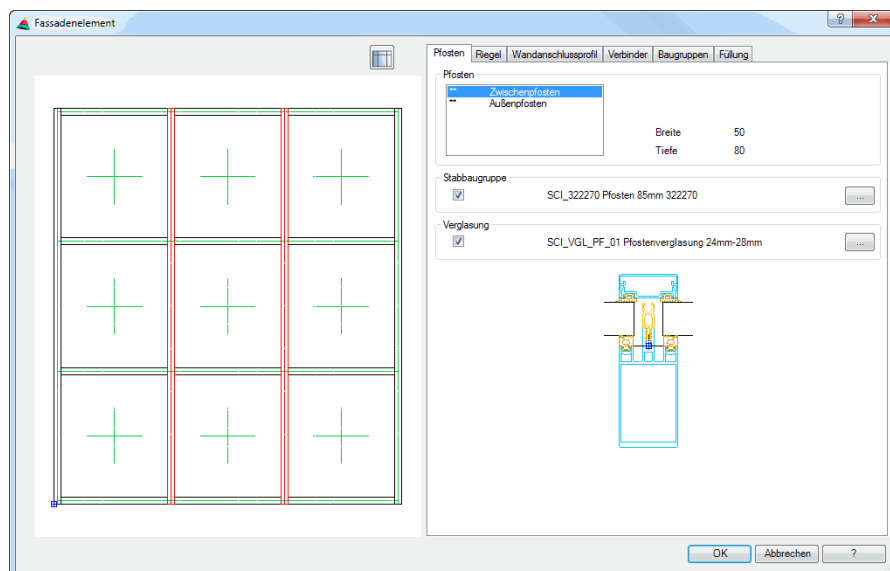 Fassadenelement
Pfosten Riegel Wandanschlussprofil Verbinder Baugruppen Füllung
Pfosten
** Zwischenpfosten
** Außenpfosten
Breite 50
Tiefe 80
Stabbaugruppe
SCI_322270 Pfosten 85mm 322270
...
Verglasung
SCI_VGL_PF_01 Pfostenverglasung 24mm-28mm
...
OK Abbrechen ?